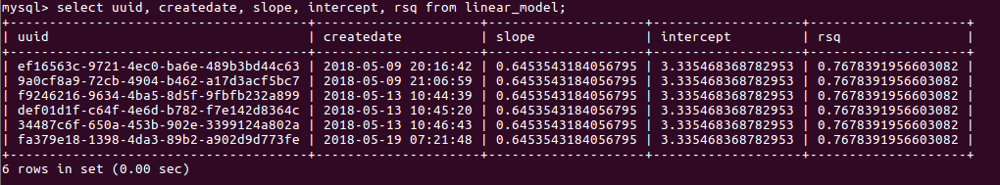 mysql> select uuid, createdate, slope, intercept, rsq from linear_model;
+--------------------------------------+---------------------+--------------------+-------------------+--------------------+
| uuid                                 | createdate          | slope              | intercept         | rsq                |
+--------------------------------------+---------------------+--------------------+-------------------+--------------------+
| ef16563c-9721-4ec0-ba6e-489b3bd44c63 | 2018-05-09 20:16:42 | 0.6453543184056795 | 3.335468368782953 | 0.7678391956603082 |
| 9a0cf8a9-72cb-4904-b462-a17d3acf5bc7 | 2018-05-09 21:06:59 | 0.6453543184056795 | 3.335468368782953 | 0.7678391956603082 |
| f9246216-9634-4ba5-8d5f-9fbfb232a899 | 2018-05-13 10:44:39 | 0.6453543184056795 | 3.335468368782953 | 0.7678391956603082 |
| def01d1f-c64f-4e6d-b782-f7e142d8364c | 2018-05-13 10:45:20 | 0.6453543184056795 | 3.335468368782953 | 0.7678391956603082 |
| 34487c6f-650a-453b-902e-3399124a802a | 2018-05-13 10:46:43 | 0.6453543184056795 | 3.335468368782953 | 0.7678391956603082 |
| fa379e18-1398-4da3-89b2-a902d9d773fe | 2018-05-19 07:21:48 | 0.6453543184056795 | 3.335468368782953 | 0.7678391956603082 |
+--------------------------------------+---------------------+--------------------+-------------------+--------------------+
6 rows in set (0.00 sec)